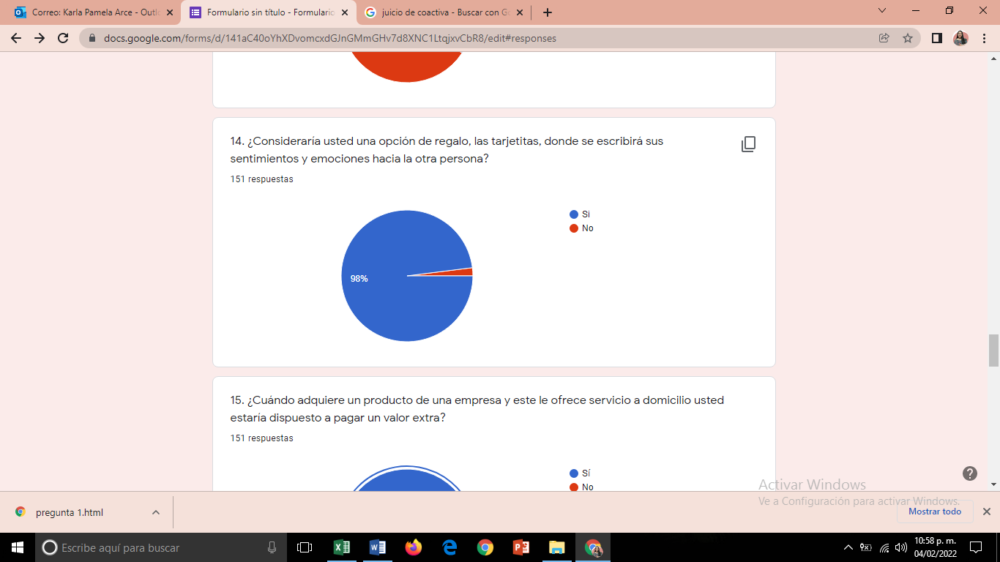 Correo: Karla Pamela Arce - Outl
Formulario sin título - Formulario
juicio de coactiva - Buscar con G
docs.google.com/forms/d/141aC40oYhXDvomcxdGJnGMmGHv7d8XNC1LtqjxvCbR8/edit#responses
14. ¿Consideraría usted una opción de regalo, las tarjetitas, donde se escribirá sus
sentimientos y emociones hacia la otra persona?
151 respuestas
Si
No
98%
15. ¿Cuándo adquiere un producto de una empresa y este le ofrece servicio a domicilio usted
estaría dispuesto a pagar un valor extra?
151 respuestas
Sí
No
Activar Windows
Ve a Configuración para activar Windows.
pregunta 1.html
Mostrar todo
Escribe aquí para buscar
10:58 p. m.
04/02/2022